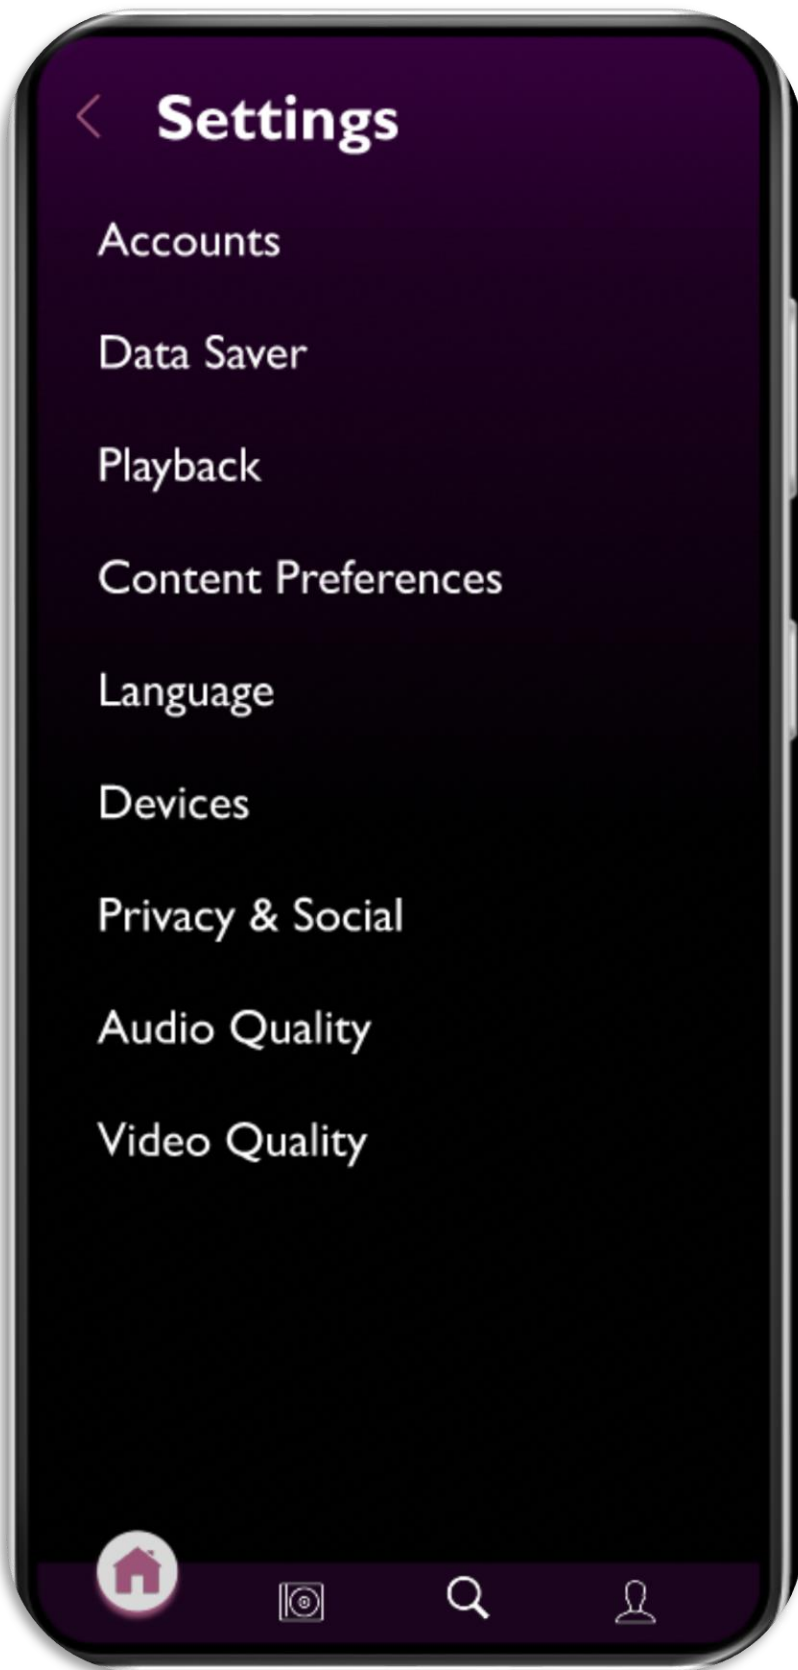 Settings
Accounts
Data Saver
Playback
Content Preferences
Language
Devices
Privacy & Social
Audio Quality
Video Quality